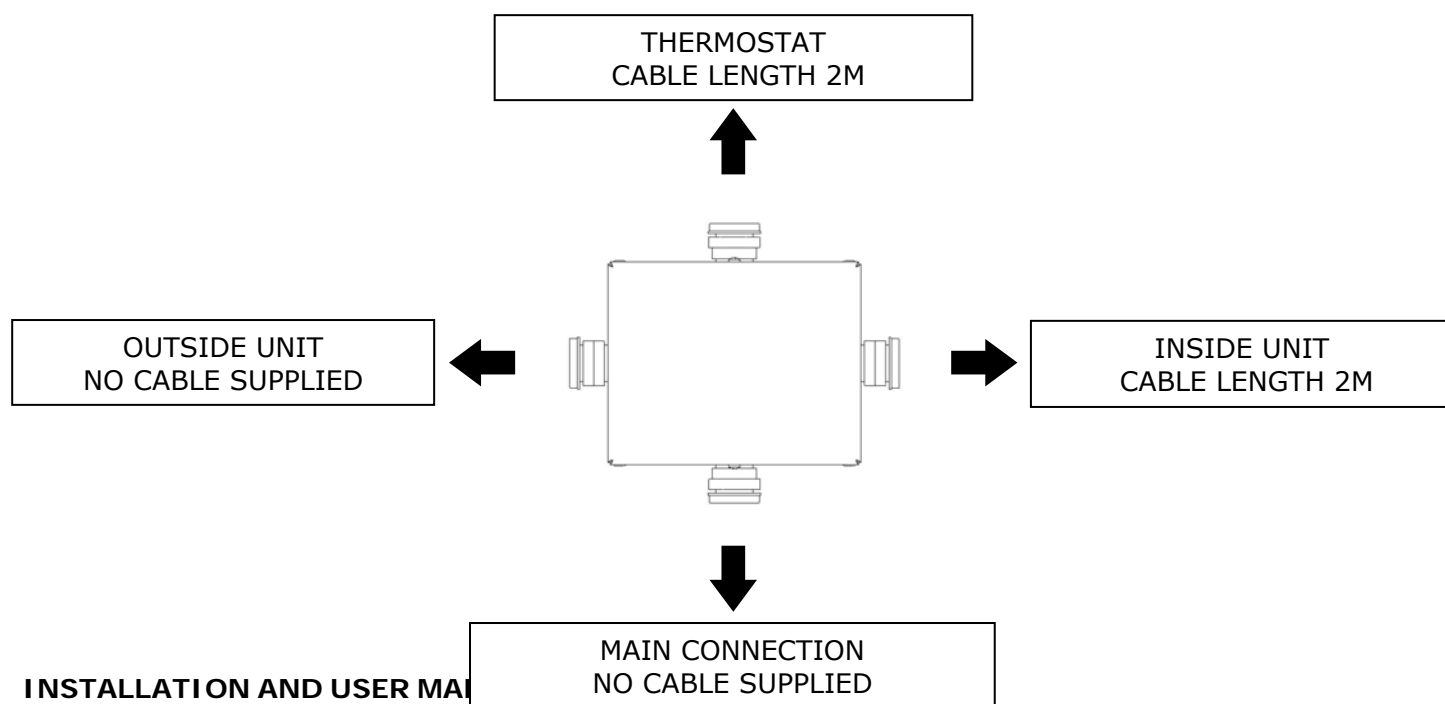 THERMOSTAT
CABLE LENGTH 2M
OUTSIDE UNIT
NO CABLE SUPPLIED
INSIDE UNIT
CABLE LENGTH 2M
MAIN CONNECTION
NO CABLE SUPPLIED
INSTALLATION AND USER